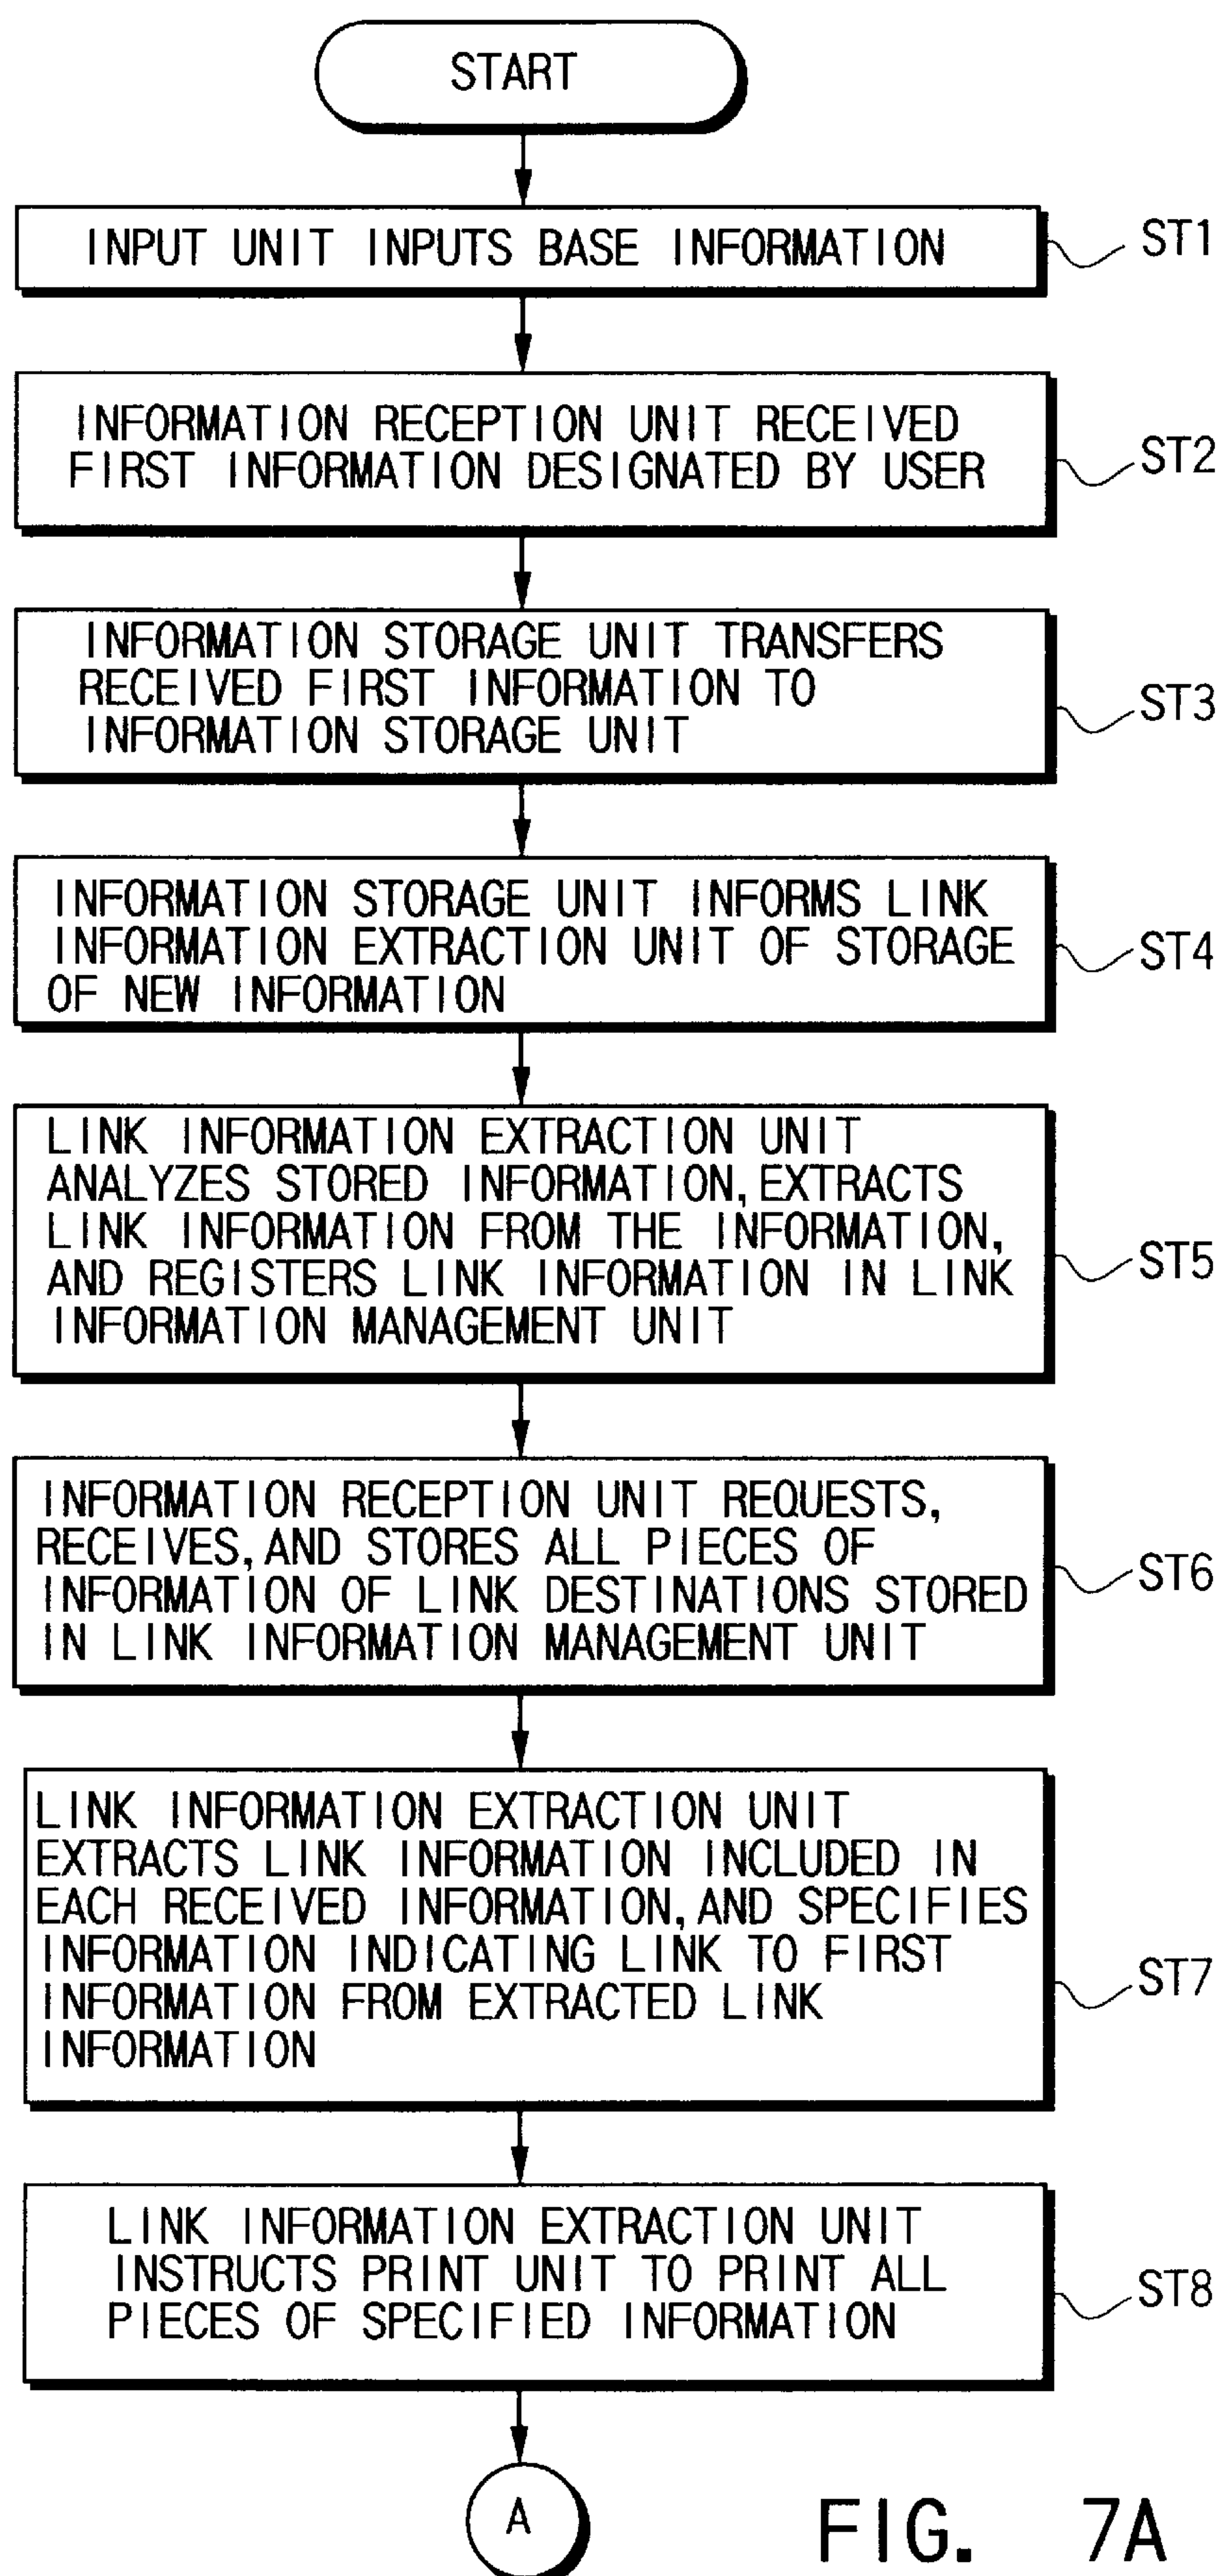 START
INPUT UNIT INPUTS BASE INFORMATION
ST1
INFORMATION RECEPTION UNIT RECEIVED
FIRST INFORMATION DESIGNATED BY USER
ST2
INFORMATION STORAGE UNIT TRANSFERS
RECEIVED FIRST INFORMATION TO
INFORMATION STORAGE UNIT
ST3
INFORMATION STORAGE UNIT INFORMS LINK
INFORMATION EXTRACTION UNIT OF STORAGE
OF NEW INFORMATION
ST4
LINK INFORMATION EXTRACTION UNIT
ANALYZES STORED INFORMATION, EXTRACTS
LINK INFORMATION FROM THE INFORMATION,
AND REGISTERS LINK INFORMATION IN LINK
INFORMATION MANAGEMENT UNIT
ST5
INFORMATION RECEPTION UNIT REQUESTS,
RECEIVES, AND STORES ALL PIECES OF
INFORMATION OF LINK DESTINATIONS STORED
IN LINK INFORMATION MANAGEMENT UNIT
ST6
LINK INFORMATION EXTRACTION UNIT
EXTRACTS LINK INFORMATION INCLUDED IN
EACH RECEIVED INFORMATION, AND SPECIFIES
INFORMATION INDICATING LINK TO FIRST
INFORMATION FROM EXTRACTED LINK
INFORMATION
ST7
LINK INFORMATION EXTRACTION UNIT
INSTRUCTS PRINT UNIT TO PRINT ALL
PIECES OF SPECIFIED INFORMATION
ST8
A
FIG. 7A